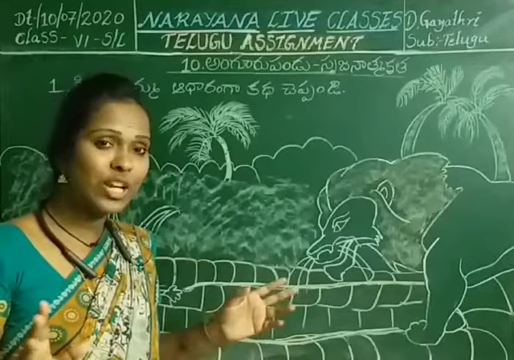 Dt:10/07/2020
Class-VI-S/L
NARAYANA LIVE CLASSES
TELUGU ASSIGNMENT
D.Gayathri
Sub:-Telugu
10. అంగూరుపండు- సృజనాత్మకత
1. ఆధారంగా కథ చెప్పండి.